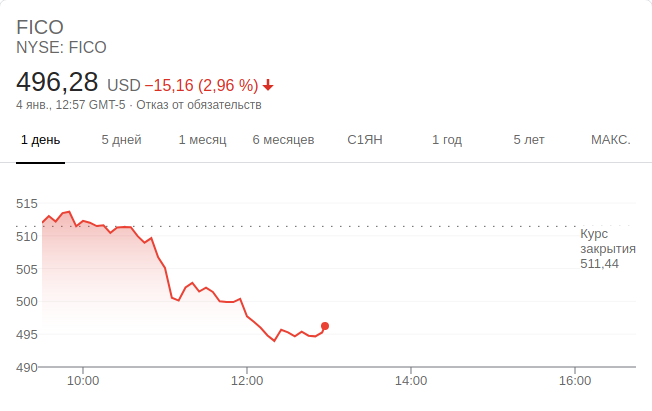 FICO
NYSE: FICO
496,28 USD −15,16 (2,96 %)
4 янв., 12:57 GMT-5 · Отказ от обязательств
1 день 5 дней 1 месяц 6 месяцев С1ЯН 1 год 5 лет МАКС.
515
510
505
500
495
490
Курс
закрытия
511,44
10:00 12:00 14:00 16:00